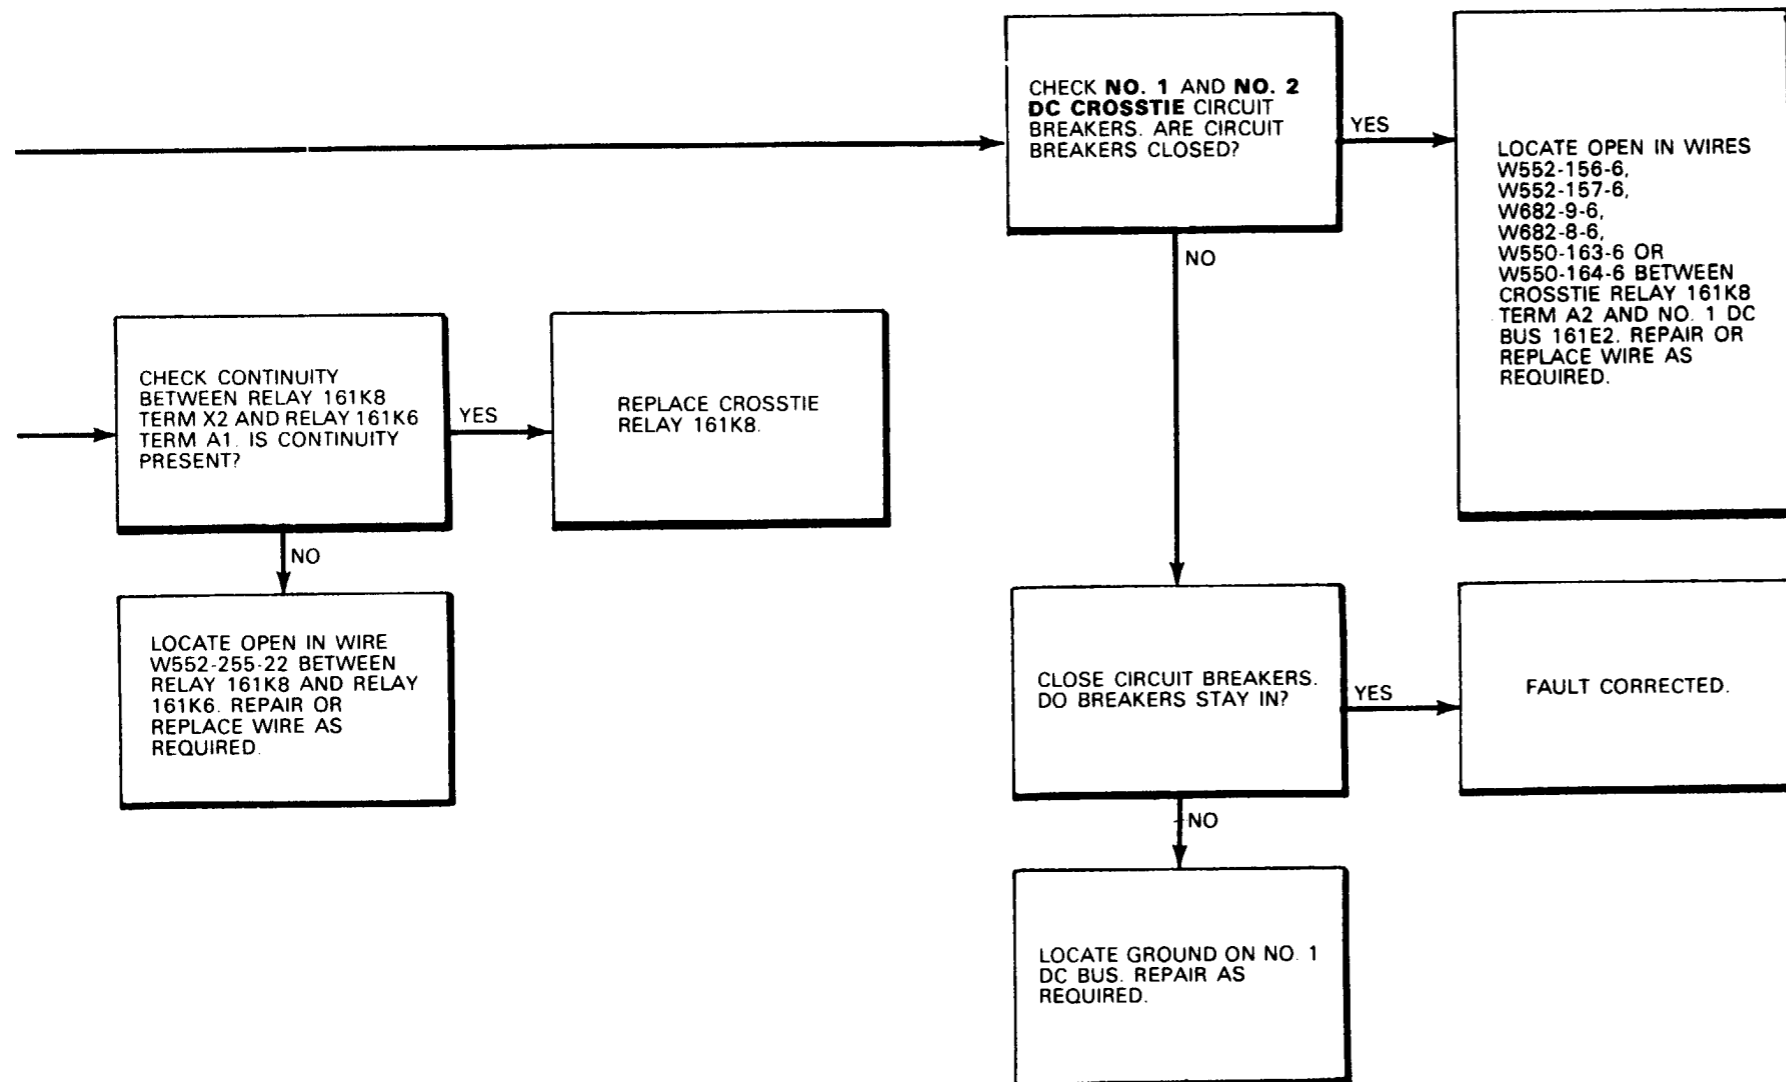 CHECK NO. 1 AND NO. 2
DC CROSSTIE CIRCUIT
BREAKERS. ARE CIRCUIT
BREAKERS CLOSED?
YES
LOCATE OPEN IN WIRES
W552-156-6,
W552-157-6,
W682-9-6,
W682-8-6,
W550-163-6 OR
W550-164-6 BETWEEN
CROSSTIE RELAY 161K8
TERM A2 AND NO. 1 DC
BUS 161E2. REPAIR OR
REPLACE WIRE AS
REQUIRED.
NO
CHECK CONTINUITY
BETWEEN RELAY 161K8
TERM X2 AND RELAY 161K6
TERM A1. IS CONTINUITY
PRESENT?
YES
REPLACE CROSSTIE
RELAY 161K8.
NO
LOCATE OPEN IN WIRE
W552-255-22 BETWEEN
RELAY 161K8 AND RELAY
161K6. REPAIR OR
REPLACE WIRE AS
REQUIRED.
CLOSE CIRCUIT BREAKERS.
DO BREAKERS STAY IN?
YES
FAULT CORRECTED.
NO
LOCATE GROUND ON NO. 1
DC BUS. REPAIR AS
REQUIRED.